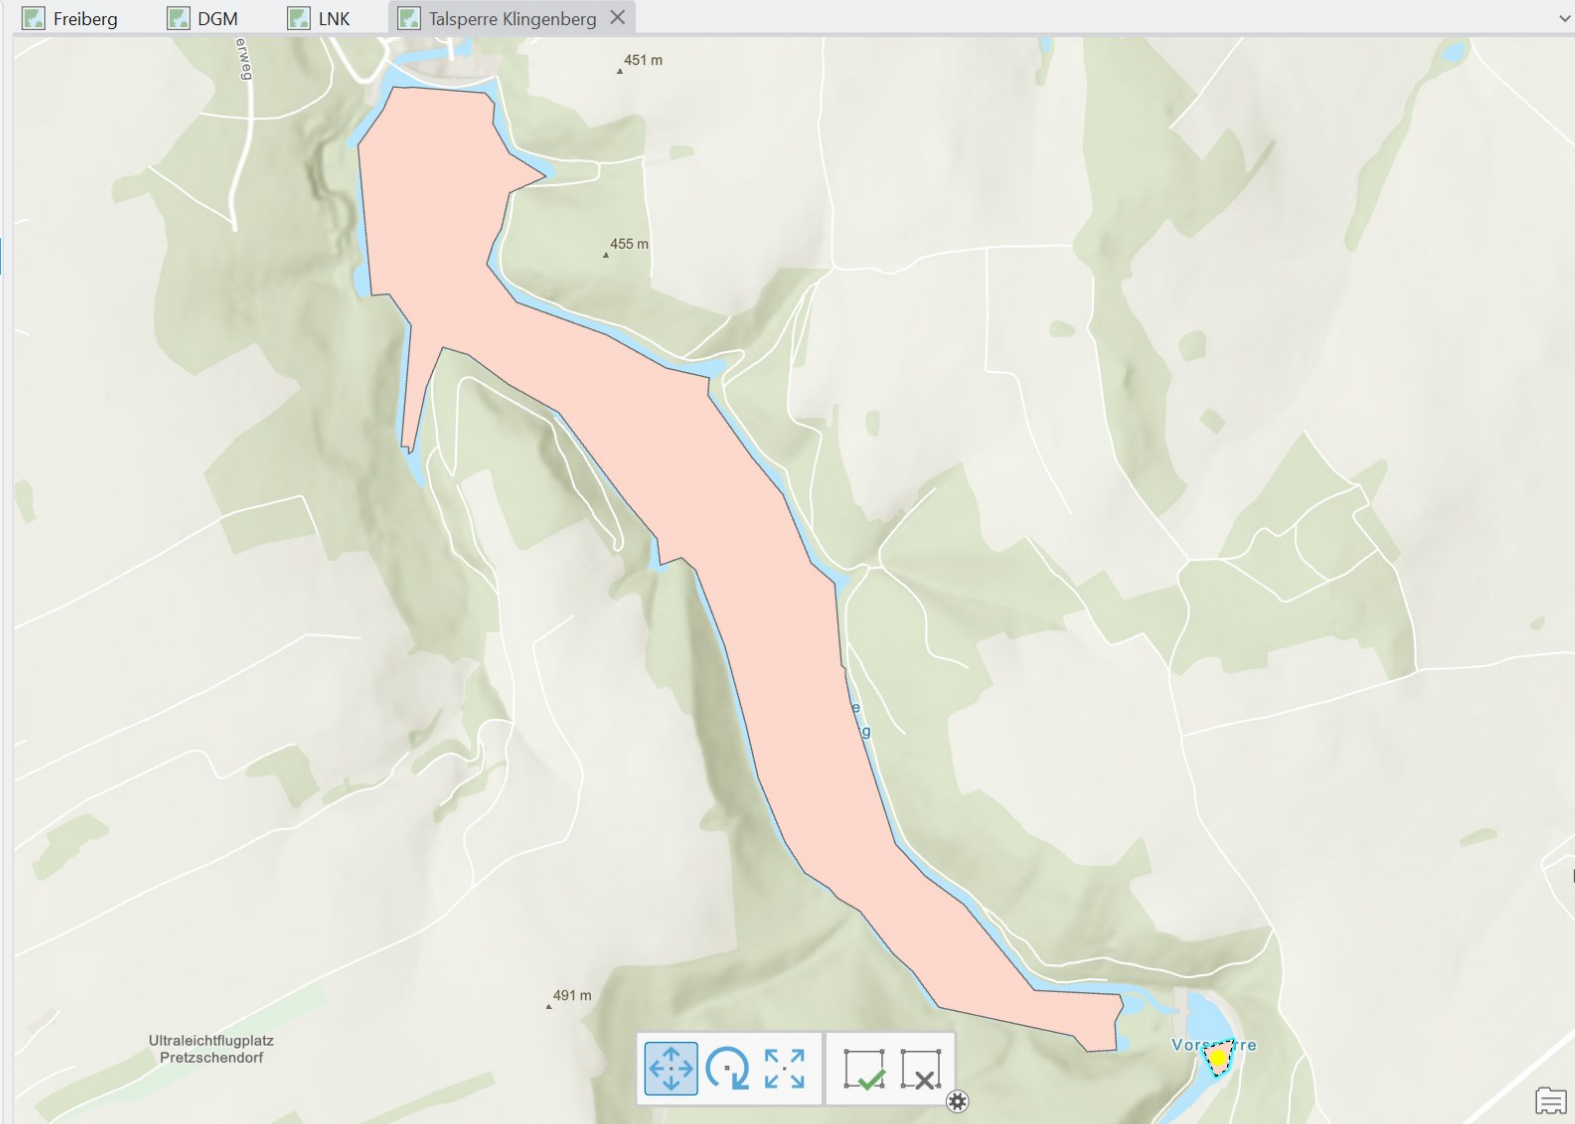 Freiberg
DGM
LNK
Talsperre Klingenberg
erweg
451 m
455 m
e
g
491 m
Ultraleichtflugplatz
Pretzschendorf